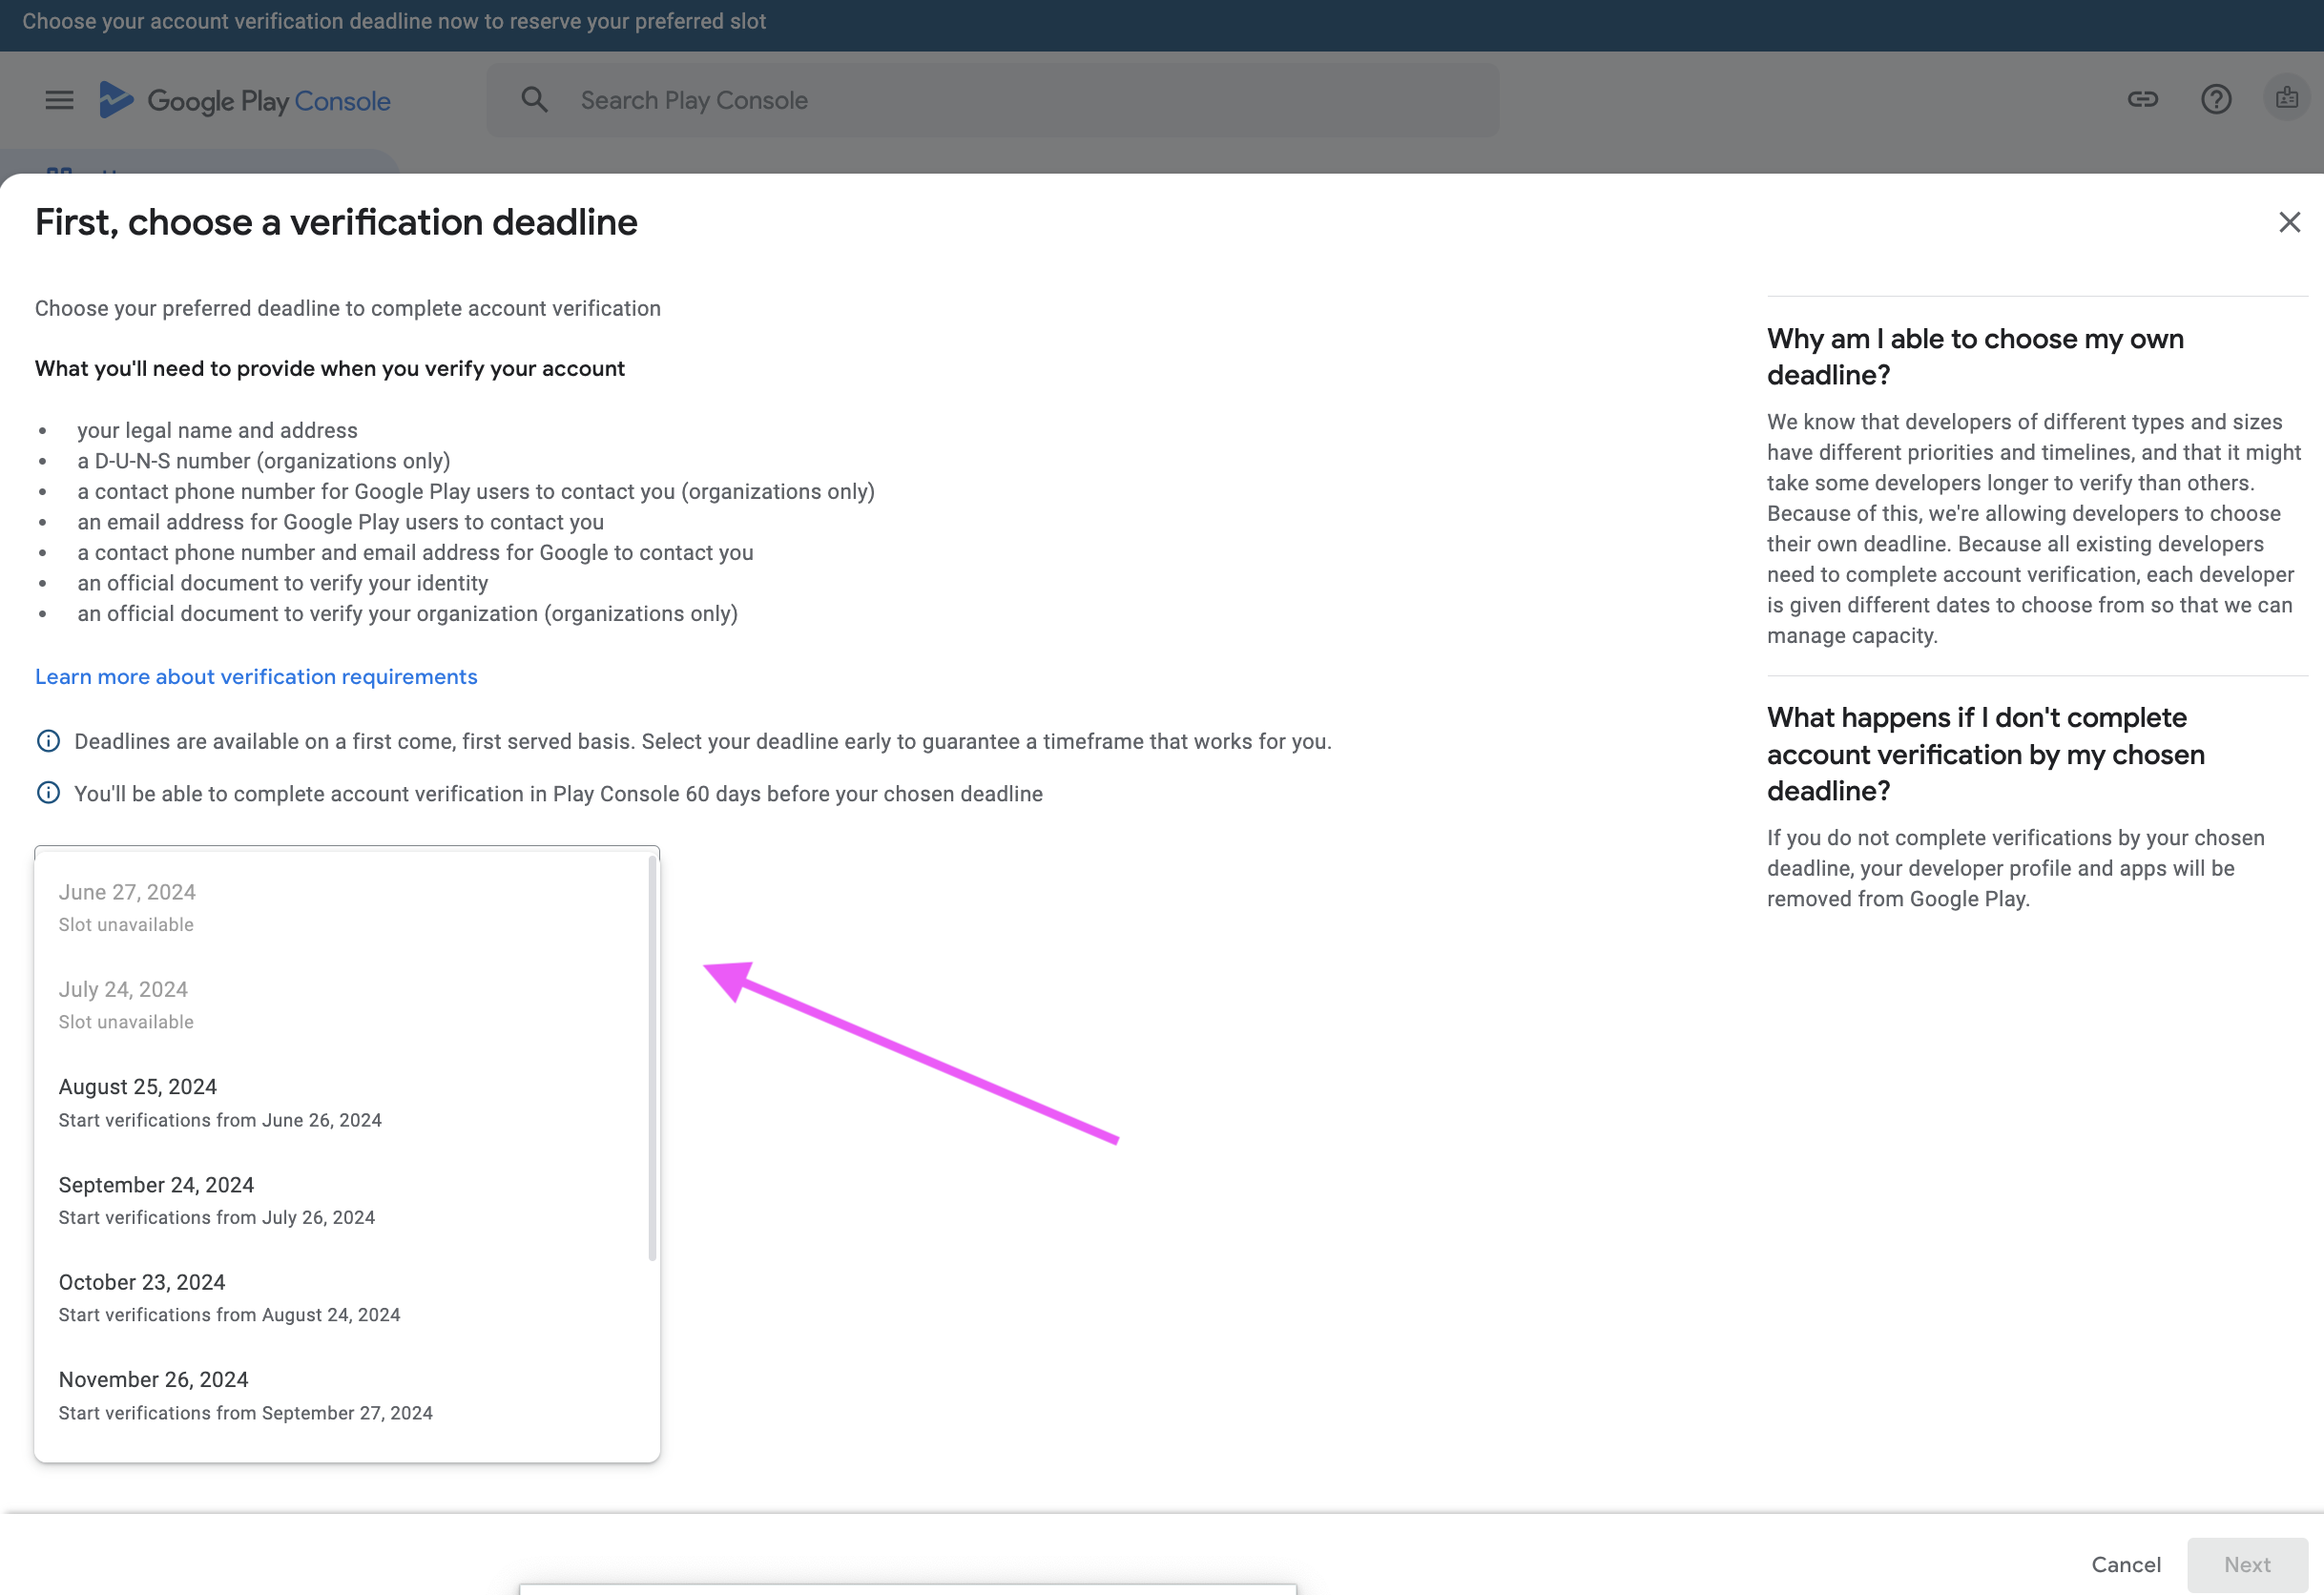 Choose your account verification deadline now to reserve your preferred slot
Google Play Console
Search Play Console
First, choose a verification deadline
Choose your preferred deadline to complete account verification
What you'll need to provide when you verify your account
• your legal name and address
• a D-U-N-S number (organizations only)
• a contact phone number for Google Play users to contact you (organizations only)
• an email address for Google Play users to contact you
• a contact phone number and email address for Google to contact you
• an official document to verify your identity
• an official document to verify your organization (organizations only)
Learn more about verification requirements
Deadlines are available on a first come, first served basis. Select your deadline early to guarantee a timeframe that works for you.
You'll be able to complete account verification in Play Console 60 days before your chosen deadline
June 27, 2024
Slot unavailable
July 24, 2024
Slot unavailable
August 25, 2024
Start verifications from June 26, 2024
September 24, 2024
Start verifications from July 26, 2024
October 23, 2024
Start verifications from August 24, 2024
November 26, 2024
Start verifications from September 27, 2024
Why am I able to choose my own
deadline?
We know that developers of different types and sizes
have different priorities and timelines, and that it might
take some developers longer to verify than others.
Because of this, we're allowing developers to choose
their own deadline. Because all existing developers
need to complete account verification, each developer
is given different dates to choose from so that we can
manage capacity.
What happens if I don't complete
account verification by my chosen
deadline?
If you do not complete verifications by your chosen
deadline, your developer profile and apps will be
removed from Google Play.
Cancel
Next